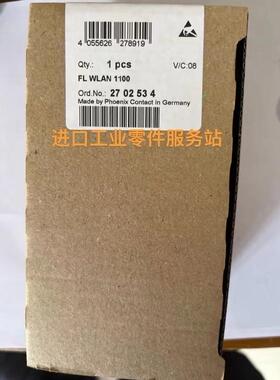 4 055626 278919
Qty.: 1 pcs V/C:08
FL WLAN 1100
Ord.No.: 27 02 53 4
Made by Phoenix Contact in Germany
进口工业零件服务站